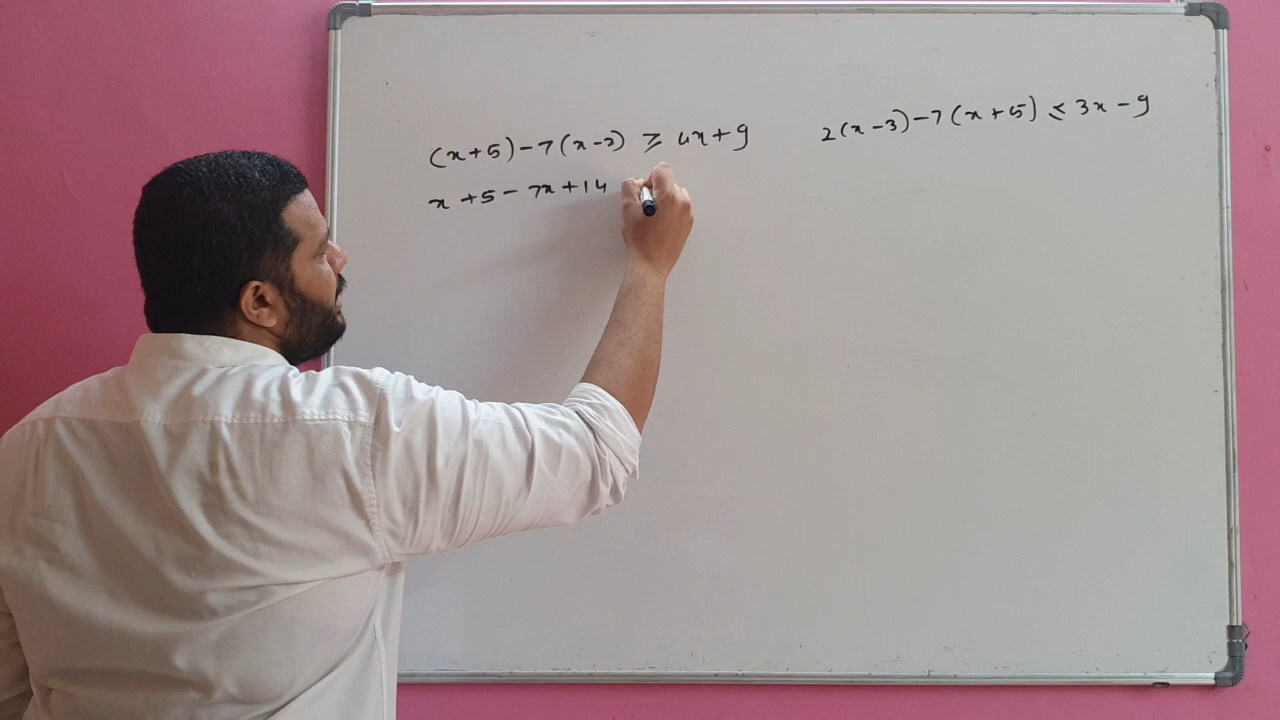 (x+5)-7(x-2) ≥ 4x+9
x+5-7x+14
2(x-3)-7(x+5) ≤ 3x-9